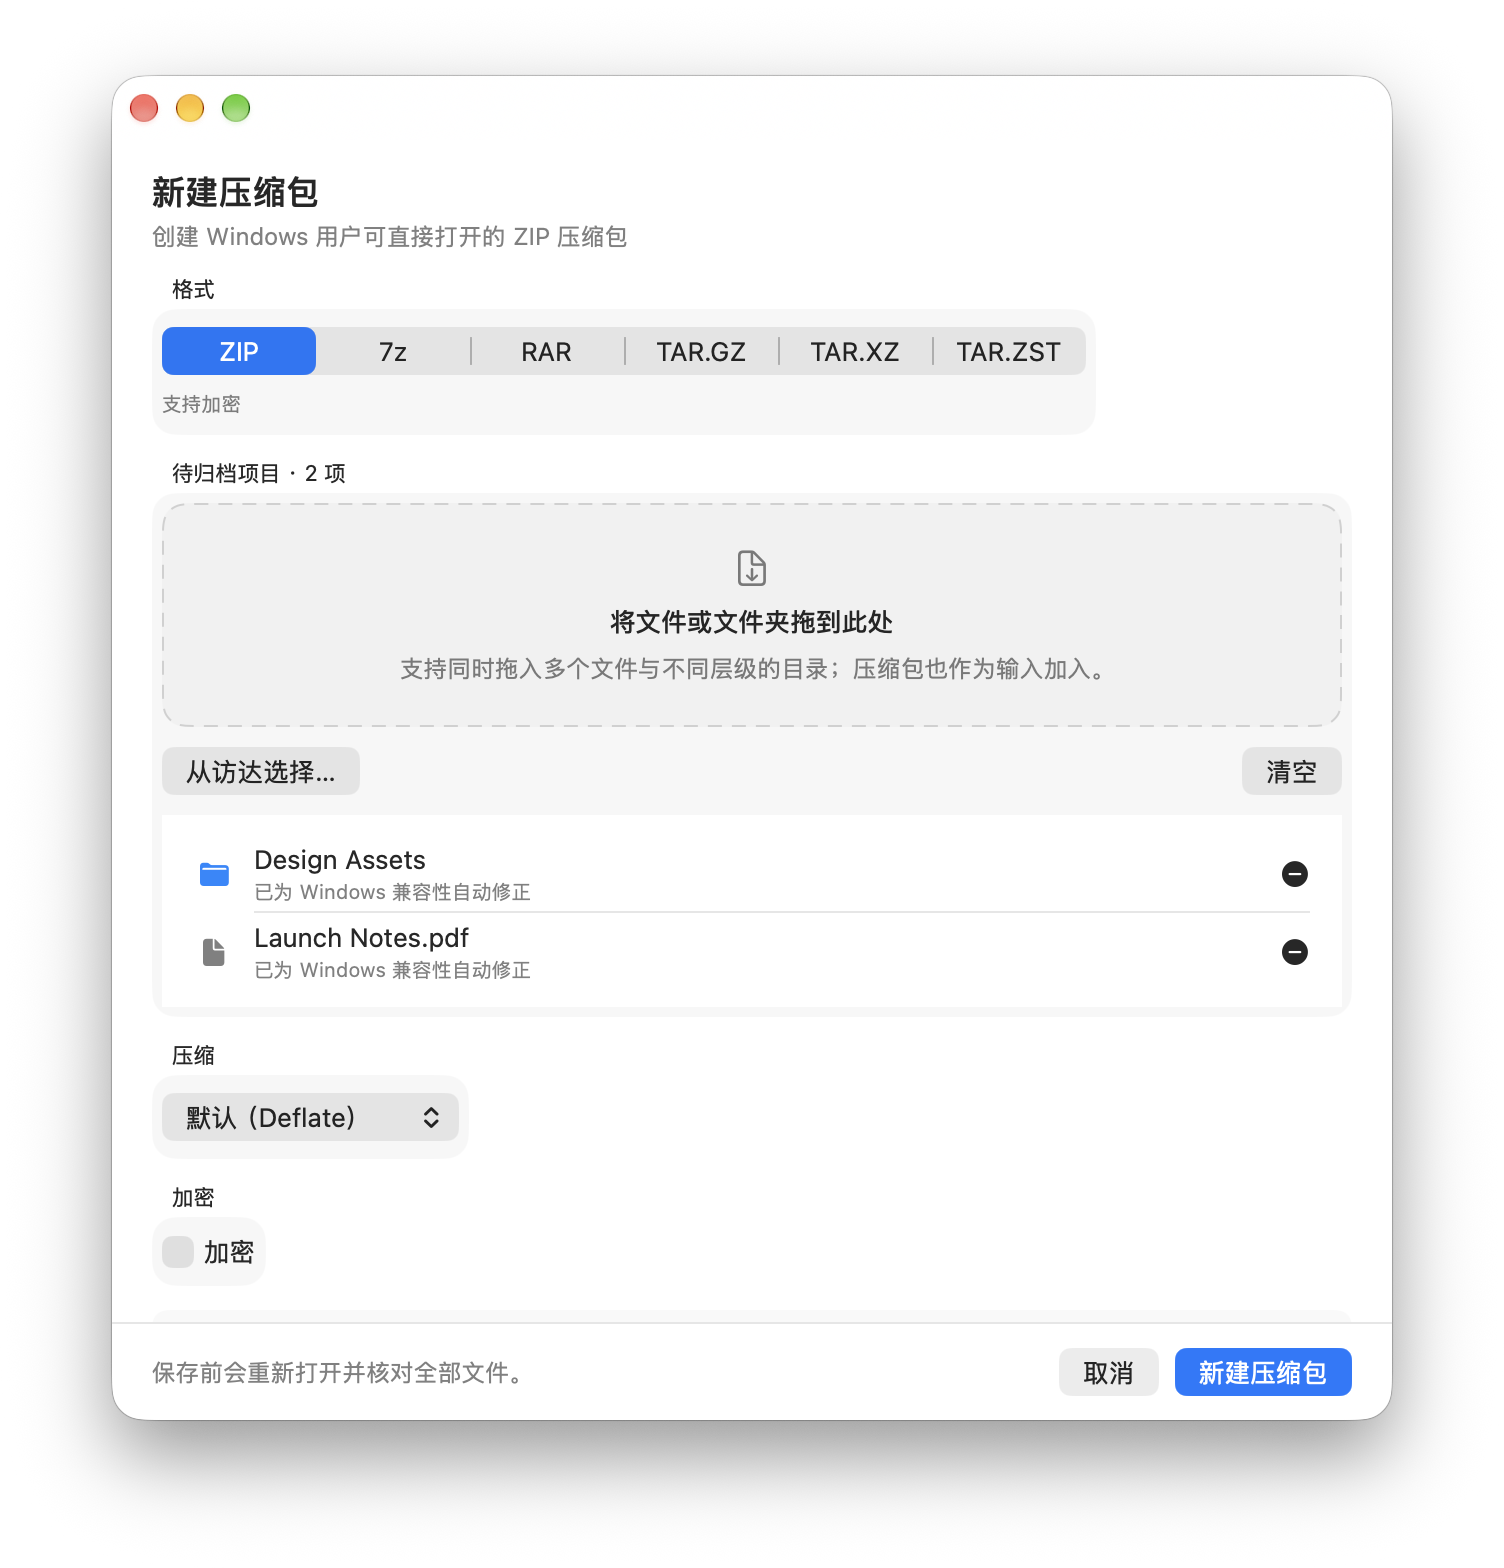 新建压缩包
创建 Windows 用户可直接打开的 ZIP 压缩包
格式
ZIP 7z RAR TAR.GZ TAR.XZ TAR.ZST
支持加密
待归档项目 · 2 项
将文件或文件夹拖到此处
支持同时拖入多个文件与不同层级的目录；压缩包也作为输入加入。
从访达选择... 清空
Design Assets
已为 Windows 兼容性自动修正
Launch Notes.pdf
已为 Windows 兼容性自动修正
压缩
默认（Deflate）
加密
加密
保存前会重新打开并核对全部文件。 取消 新建压缩包